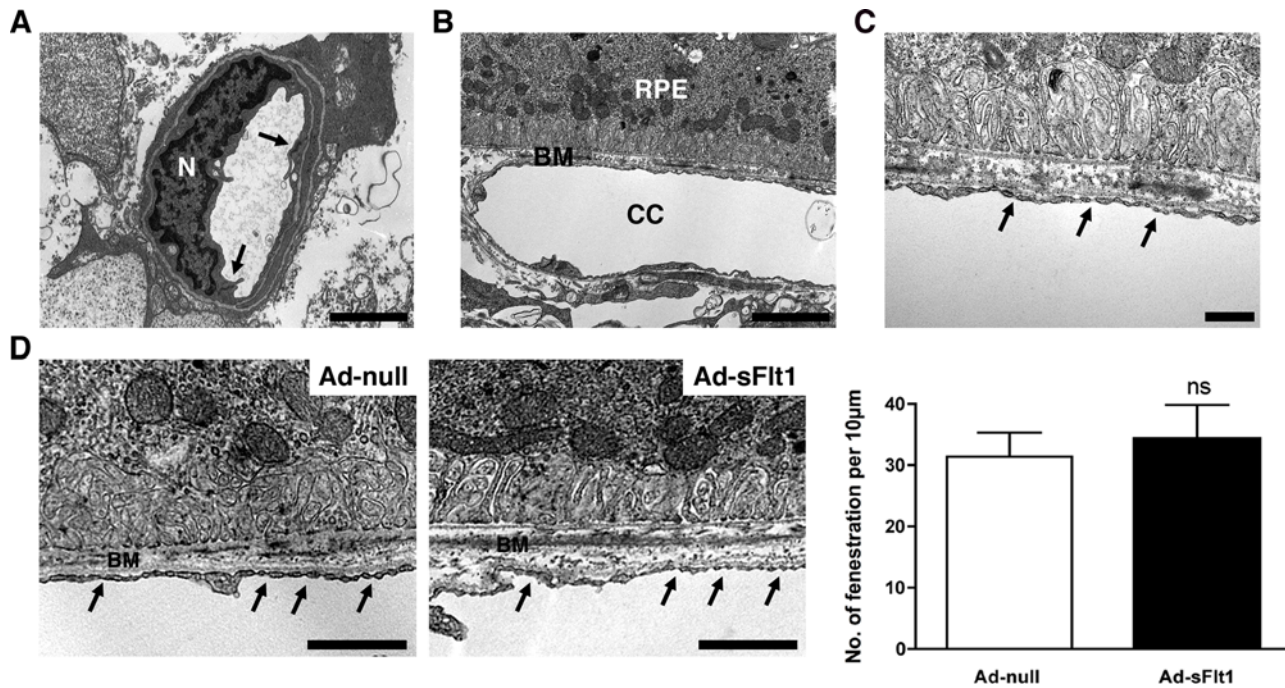 A
N
B
RPE
BM
CC
C
D
Ad-null
BM
Ad-sFlt1
BM
No. of fenestration per 10µm
40
30
20
10
0
ns
Ad-null
Ad-sFlt1